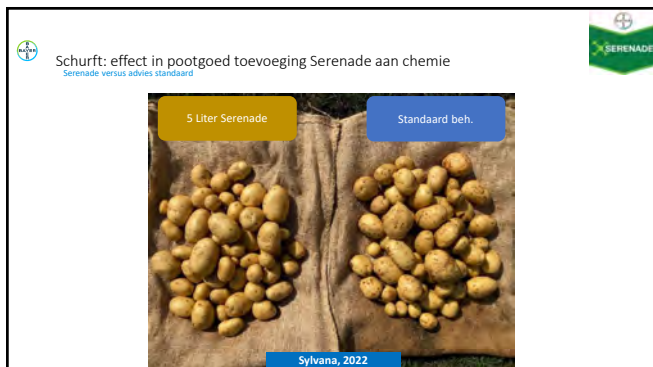 BAYER
SERENADE
Schurft: effect in pootgoed toevoeging Serenade aan chemie
Serenade versus advies standaard
5 Liter Serenade
Standaard beh.
Sylvana, 2022